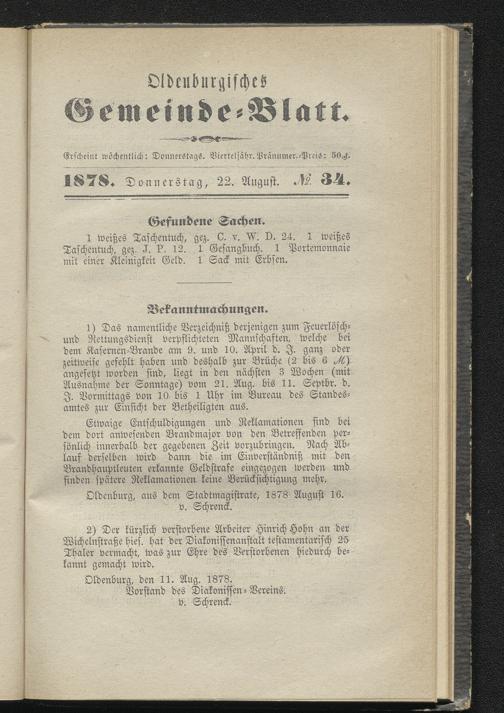 Oldenburgisches
Gemeinde-Blatt.
Erscheint wöchentlich: Donnerstags. Vierteljähr. Pränumer.-Preis: 50 ₰.
1878. Donnerstag, 22. August. № 34.
Gefundene Sachen.
1 weißes Taschentuch, gez. C. v. W. D. 24. 1 weißes
Taschentuch, gez. J. P. 12. 1 Gesangbuch. 1 Portemonnaie
mit einer Kleinigkeit Geld. 1 Sack mit Erbsen.
Bekanntmachungen.
1) Das namentliche Verzeichniß derjenigen zum Feuerlösch-
und Rettungsdienst verpflichteten Mannschaften, welche bei
dem Kasernen-Brande am 9. und 10. April d. J. ganz oder
zeitweise gefehlt haben und deshalb zur Brüche (2 bis 6 ℳ)
angesetzt worden sind, liegt in den nächsten 3 Wochen (mit
Ausnahme der Sonntage) vom 21. Aug. bis 11. Septbr. d.
J. Vormittags von 10 bis 1 Uhr im Bureau des Standes-
amtes zur Einsicht der Betheiligten aus.
Etwaige Entschuldigungen und Reklamationen sind bei
dem dort anwesenden Brandmajor von den Betreffenden per-
sönlich innerhalb der gegebenen Zeit vorzubringen. Nach Ab-
lauf derselben wird dann die im Einverständniß mit den
Brandhauptleuten erkannte Geldstrafe eingezogen werden und
finden spätere Reklamationen keine Berücksichtigung mehr.
Oldenburg, aus dem Stadtmagistrate, 1878 August 16.
v. Schrenck.
2) Der kürzlich verstorbene Arbeiter Hinrich Hohn an der
Wichelnstraße hies. hat der Diakonissenanstalt testamentarisch 25
Thaler vermacht, was zur Ehre des Verstorbenen hiedurch be-
kannt gemacht wird.
Oldenburg, den 11. Aug. 1878.
Vorstand des Diakonissen-Vereins.
v. Schrenck.